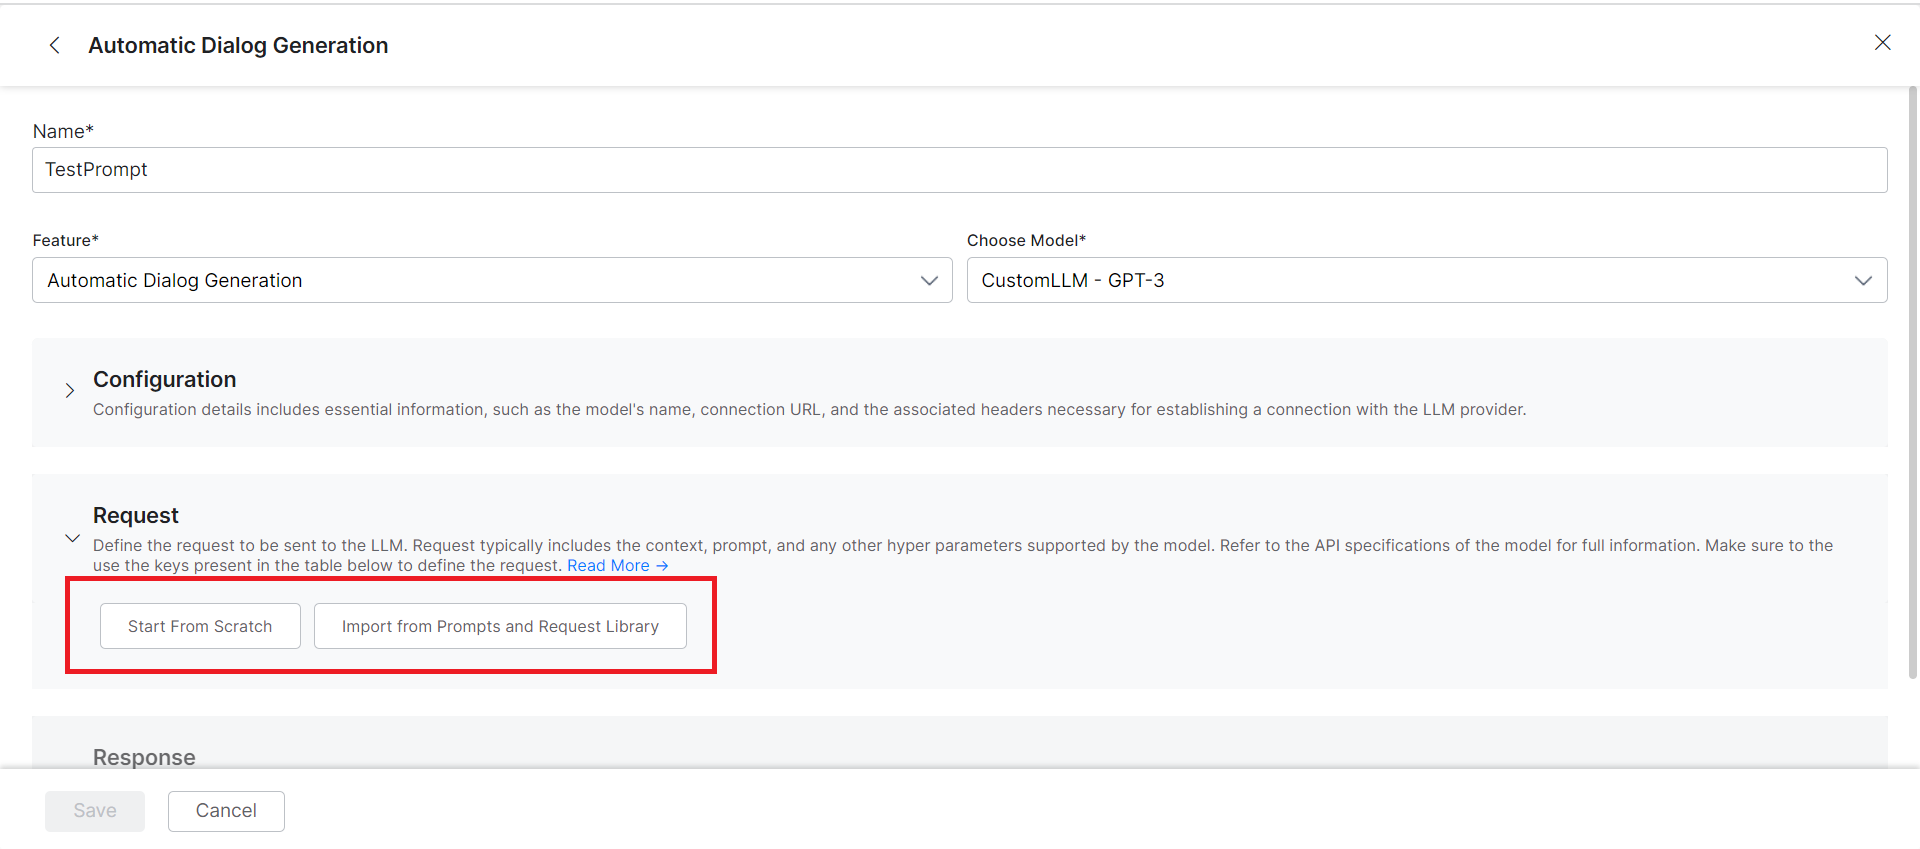 Automatic Dialog Generation
Name*
TestPrompt
Feature*
Choose Model*
Automatic Dialog Generation
CustomLLM - GPT-3
Configuration
Configuration details includes essential information, such as the model's name, connection URL, and the associated headers necessary for establishing a connection with the LLM provider.
Request
Define the request to be sent to the LLM. Request typically includes the context, prompt, and any other hyper parameters supported by the model. Refer to the API specifications of the model for full information. Make sure to the
use the keys present in the table below to define the request. Read More →
Start From Scratch
Import from Prompts and Request Library
Response
Save
Cancel